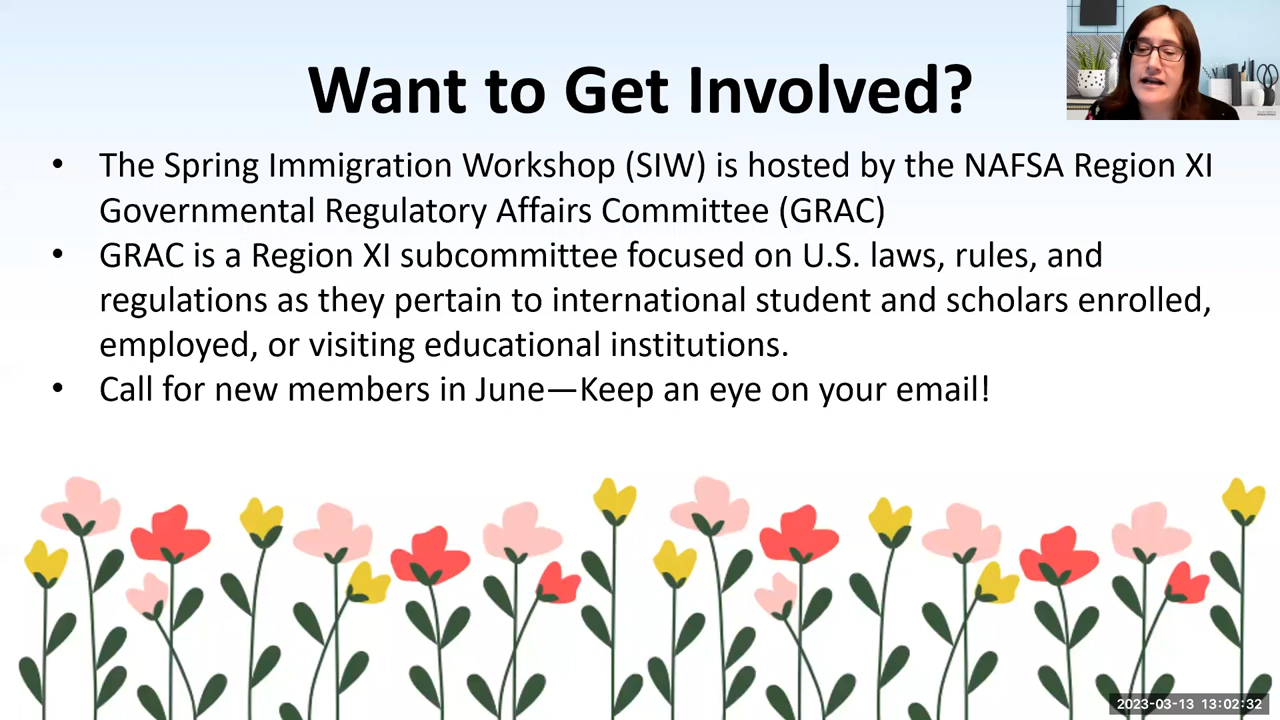 Want to Get Involved?
• The Spring Immigration Workshop (SIW) is hosted by the NAFSA Region XI
Governmental Regulatory Affairs Committee (GRAC)
• GRAC is a Region XI subcommittee focused on U.S. laws, rules, and
regulations as they pertain to international student and scholars enrolled,
employed, or visiting educational institutions.
• Call for new members in June—Keep an eye on your email!
2023-03-13 13:02:32